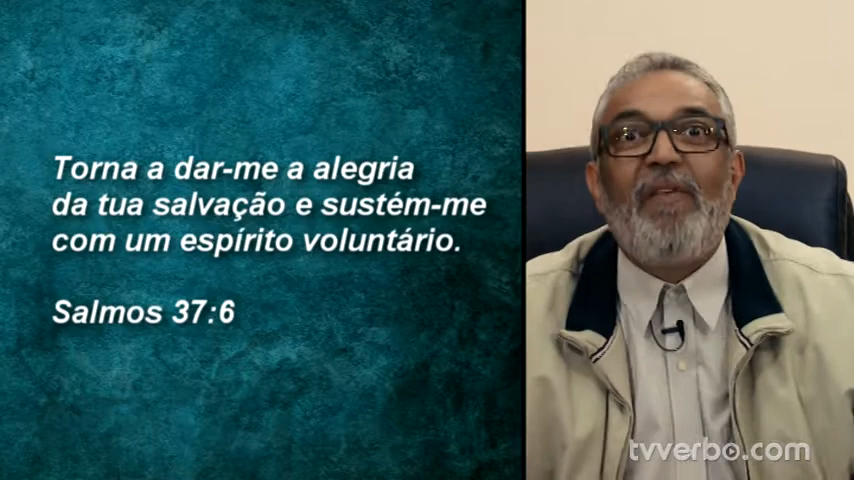 Torna a dar-me a alegria
da tua salvação e sustém-me
com um espírito voluntário.
Salmos 37:6
tvverbo.com